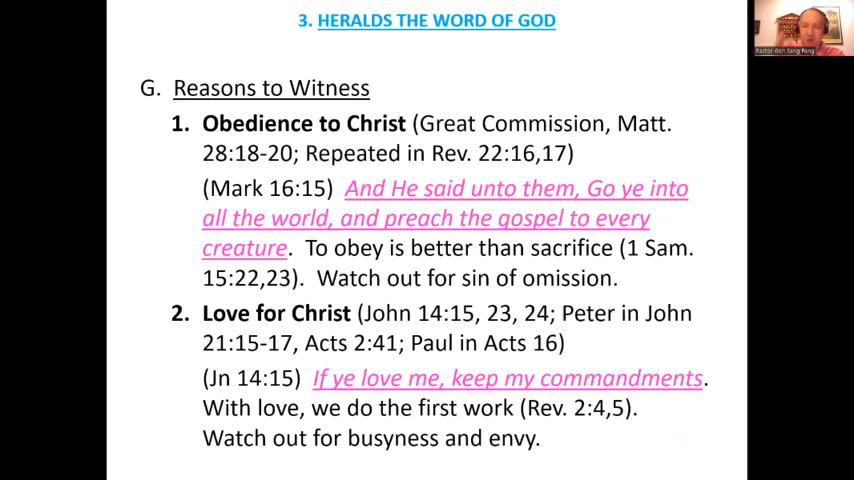 3. HERALDS THE WORD OF GOD
Pastor Gan Sang Fong
G. Reasons to Witness
1. Obedience to Christ (Great Commission, Matt.
28:18-20; Repeated in Rev. 22:16,17)
(Mark 16:15) And He said unto them, Go ye into
all the world, and preach the gospel to every
creature. To obey is better than sacrifice (1 Sam.
15:22,23). Watch out for sin of omission.
2. Love for Christ (John 14:15, 23, 24; Peter in John
21:15-17, Acts 2:41; Paul in Acts 16)
(Jn 14:15) If ye love me, keep my commandments.
With love, we do the first work (Rev. 2:4,5).
Watch out for busyness and envy.